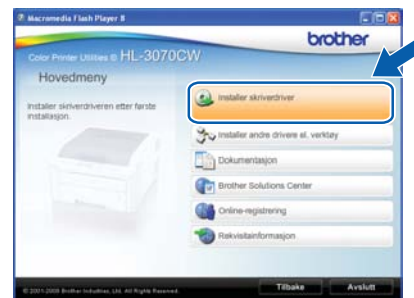 Macromedia Flash Player 8
brother
Color Printer Utilities © HL-3070CW
Hovedmeny
Installer skriverdriveren etter første
installasjon.
Installer skriverdriver
Installer andre drivere el. verktøy
Dokumentasjon
Brother Solutions Center
Online-registrering
Rekvisitainformasjon
© 2001-2009 Brother Industries, Ltd. All Rights Reserved.
Tilbake
Avslutt